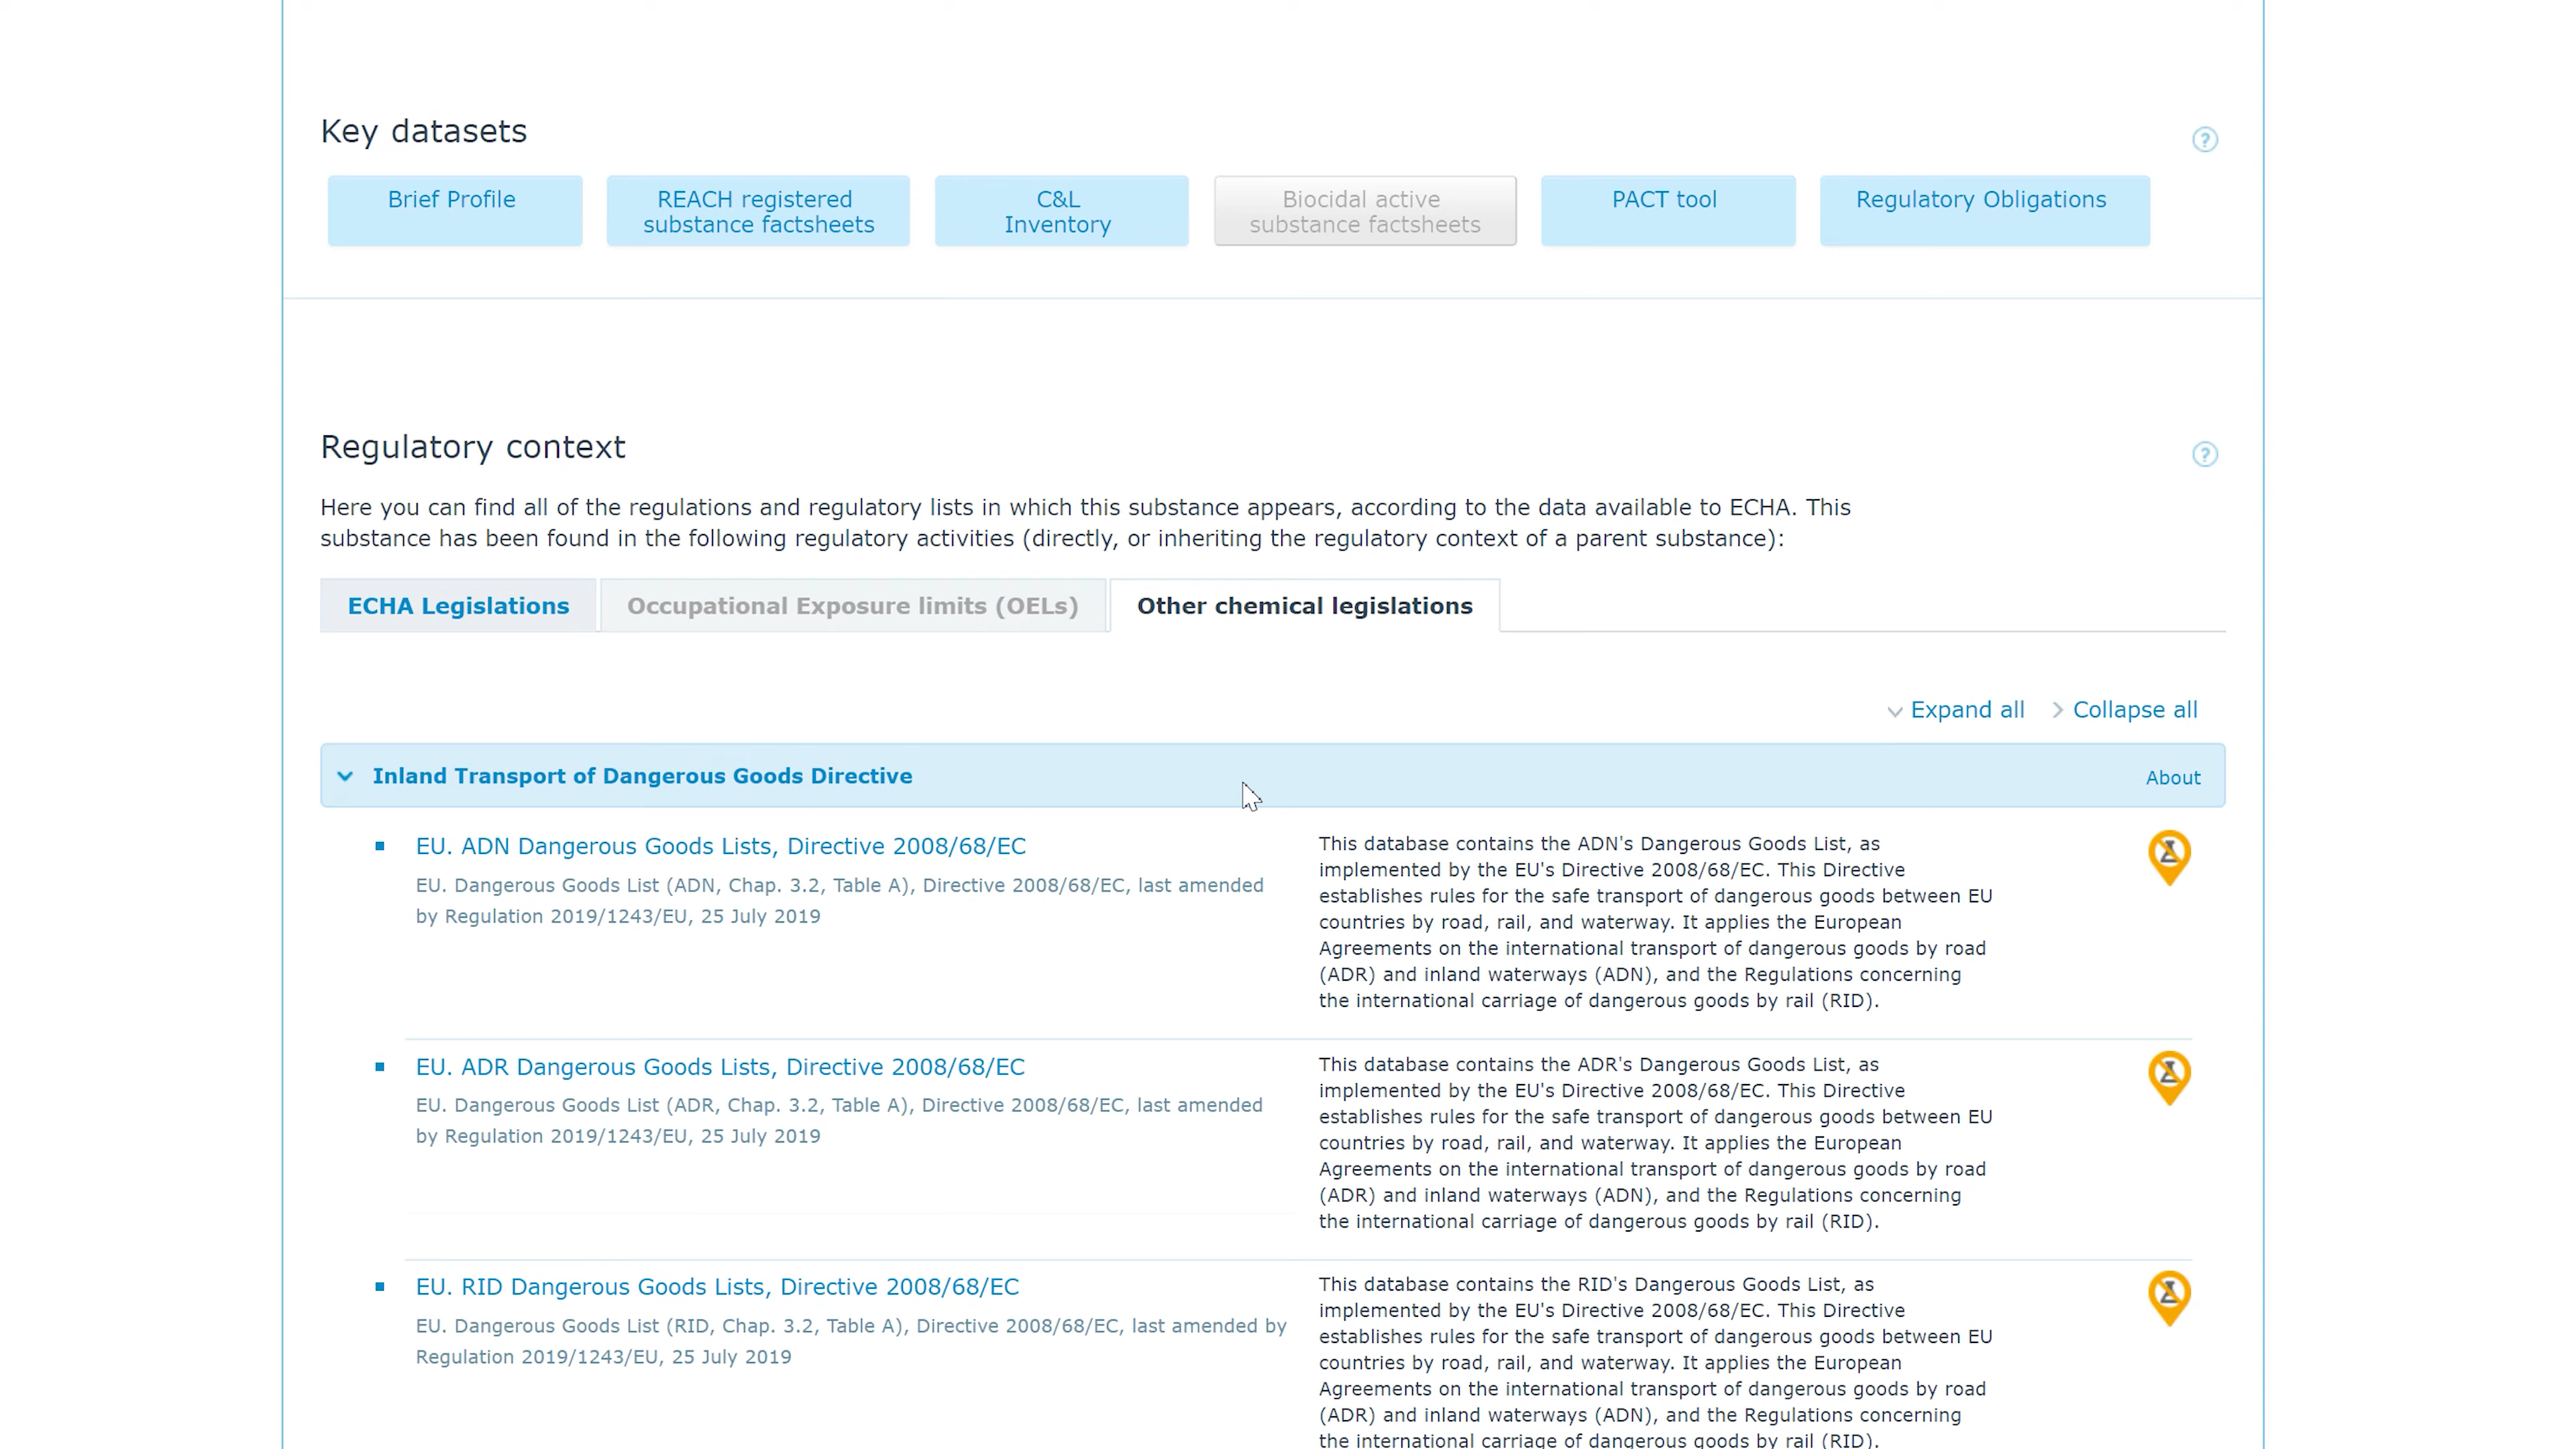 Key datasets
?
Brief Profile
REACH registered
substance factsheets
C&L
Inventory
Biocidal active
substance factsheets
PACT tool
Regulatory Obligations
Regulatory context
?
Here you can find all of the regulations and regulatory lists in which this substance appears, according to the data available to ECHA. This
substance has been found in the following regulatory activities (directly, or inheriting the regulatory context of a parent substance):
ECHA Legislations
Occupational Exposure limits (OELs)
Other chemical legislations
Expand all
Collapse all
Inland Transport of Dangerous Goods Directive
About
EU. ADN Dangerous Goods Lists, Directive 2008/68/EC
EU. Dangerous Goods List (ADN, Chap. 3.2, Table A), Directive 2008/68/EC, last amended
by Regulation 2019/1243/EU, 25 July 2019
This database contains the ADN's Dangerous Goods List, as
implemented by the EU's Directive 2008/68/EC. This Directive
establishes rules for the safe transport of dangerous goods between EU
countries by road, rail, and waterway. It applies the European
Agreements on the international transport of dangerous goods by road
(ADR) and inland waterways (ADN), and the Regulations concerning
the international carriage of dangerous goods by rail (RID).
EU. ADR Dangerous Goods Lists, Directive 2008/68/EC
EU. Dangerous Goods List (ADR, Chap. 3.2, Table A), Directive 2008/68/EC, last amended
by Regulation 2019/1243/EU, 25 July 2019
This database contains the ADR's Dangerous Goods List, as
implemented by the EU's Directive 2008/68/EC. This Directive
establishes rules for the safe transport of dangerous goods between EU
countries by road, rail, and waterway. It applies the European
Agreements on the international transport of dangerous goods by road
(ADR) and inland waterways (ADN), and the Regulations concerning
the international carriage of dangerous goods by rail (RID).
EU. RID Dangerous Goods Lists, Directive 2008/68/EC
EU. Dangerous Goods List (RID, Chap. 3.2, Table A), Directive 2008/68/EC, last amended by
Regulation 2019/1243/EU, 25 July 2019
This database contains the RID's Dangerous Goods List, as
implemented by the EU's Directive 2008/68/EC. This Directive
establishes rules for the safe transport of dangerous goods between EU
countries by road, rail, and waterway. It applies the European
Agreements on the international transport of dangerous goods by road
(ADR) and inland waterways (ADN), and the Regulations concerning
the international carriage of dangerous goods by rail (RID).